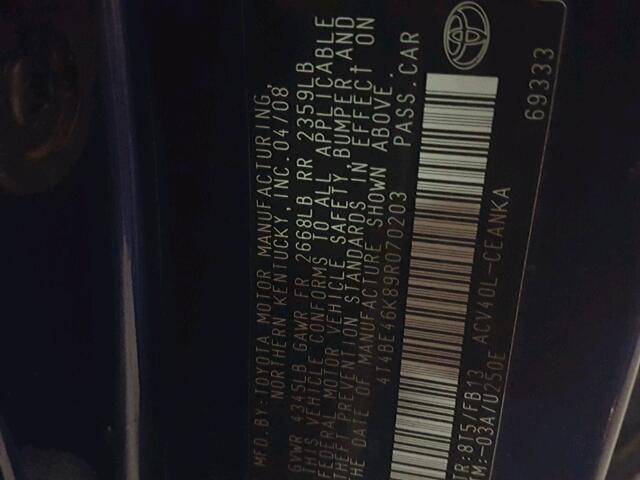 MFD.BY:TOYOTA MOTOR MANUFACTURING,
NORTHERN KENTUCKY, INC. 04/08
GVWR 4345LB GAWR FR 2668LB RR 2359LB
THIS VEHICLE CONFORMS TO ALL APPLICABLE
FEDERAL MOTOR VEHICLE SAFETY, BUMPER AND
THEFT PREVENTION STANDARDS IN EFFECT ON
DATE OF MANUFACTURE SHOWN ABOVE.
4T4BE46K89R070203 PASS.CAR
TR:8T5/FB13 ACV40L-CEANKA
TM:-03A/U250E
69333